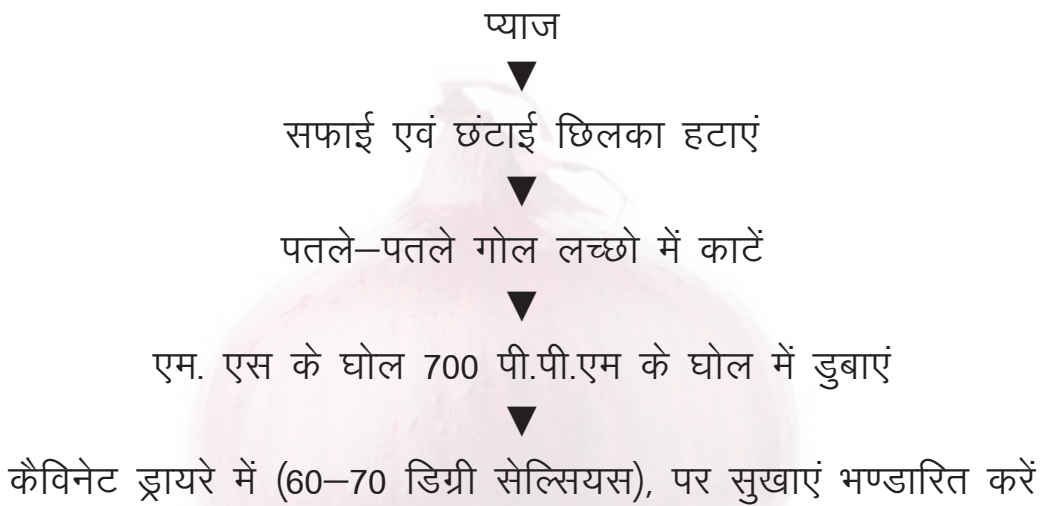 प्याज
सफाई एवं छंटाई छिलका हटाएं
पतले–पतले गोल लच्छो में काटें
एम. एस के घोल 700 पी.पी.एम के घोल में डुबाएं
कैविनेट ड्रायरे में (60–70 डिग्री सेल्सियस), पर सुखाएं भण्डारित करें